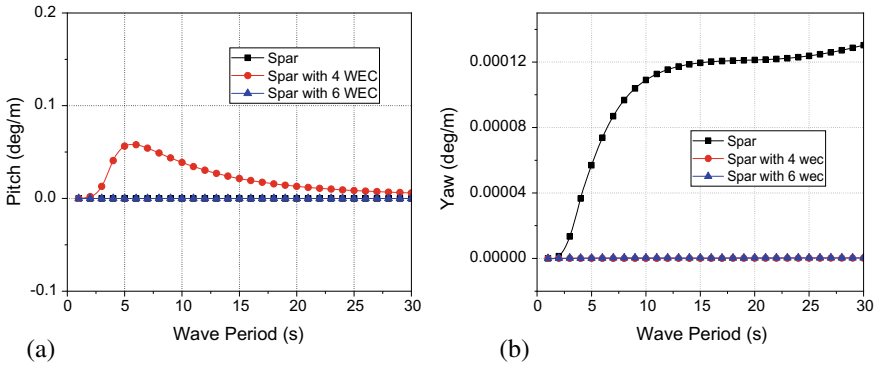 0.2
0.1
0.0
-0.1
Pitch (deg/m)
0
5
10
15
20
25
30
Wave Period (s)
Spar
Spar with 4 WEC
Spar with 6 WEC
(a)
0.00012
0.00008
0.00004
0.00000
Yaw (deg/m)
0
5
10
15
20
25
30
Wave Period (s)
Spar
Spar with 4 wec
Spar with 6 wec
(b)